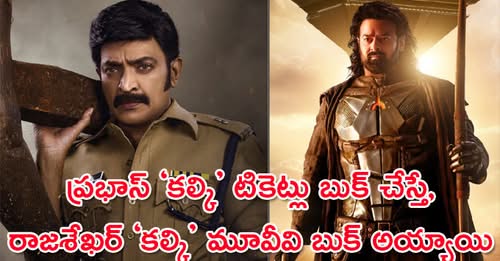 ప్రభాస్ ‘కల్కి’ టికెట్లు బుక్ చేస్తే,
రాజశేఖర్ ‘కల్కి’ మూవీవి బుక్ అయ్యాయి